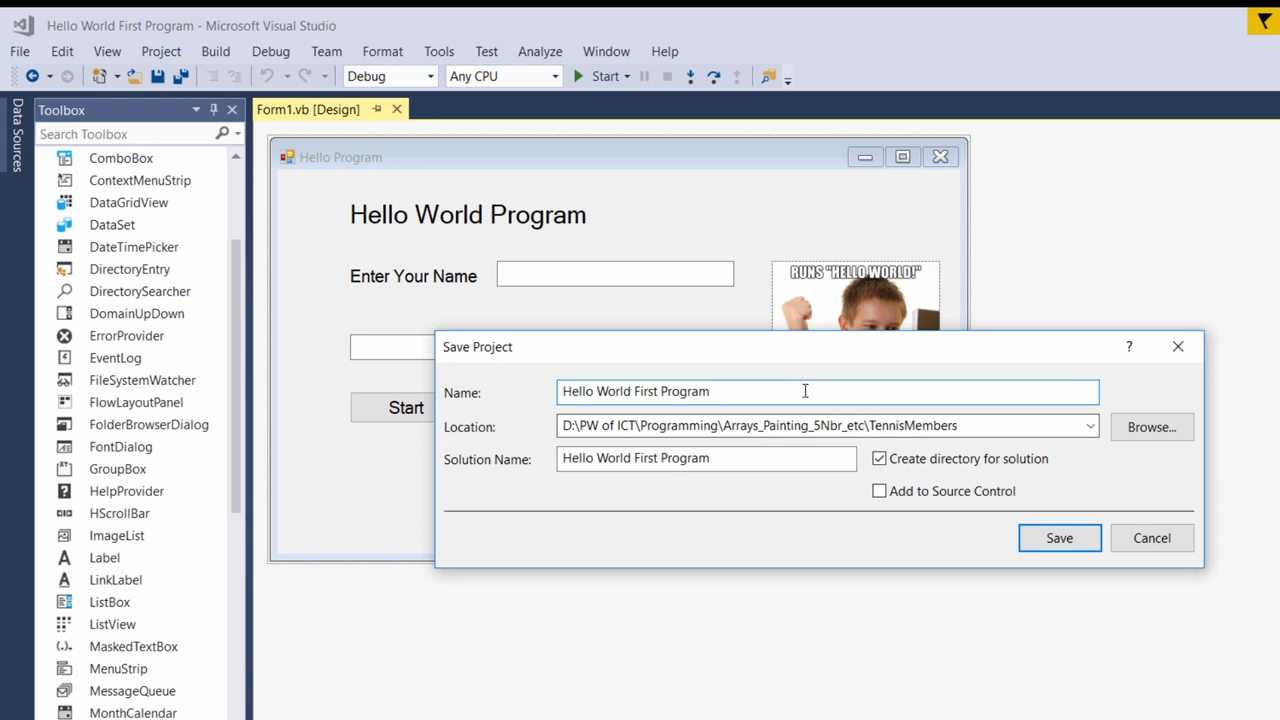 Hello World First Program - Microsoft Visual Studio
File Edit View Project Build Debug Team Format Tools Test Analyze Window Help
Debug Any CPU Start
Data Sources
Toolbox
Search Toolbox
ComboBox
ContextMenuStrip
DataGridView
DataSet
DateTimePicker
DirectoryEntry
DirectorySearcher
DomainUpDown
ErrorProvider
EventLog
FileSystemWatcher
FlowLayoutPanel
FolderBrowserDialog
FontDialog
GroupBox
HelpProvider
HScrollBar
ImageList
Label
LinkLabel
ListBox
ListView
MaskedTextBox
MenuStrip
MessageQueue
MonthCalendar
Form1.vb [Design]
Hello Program
Hello World Program
Enter Your Name
RUNS "HELLO WORLD!"
Start
Save Project
Name: Hello World First Program
Location: D:\PW of ICT\Programming\Arrays_Painting_5Nbr_etc\TennisMembers Browse...
Solution Name: Hello World First Program Create directory for solution
Add to Source Control
Save Cancel